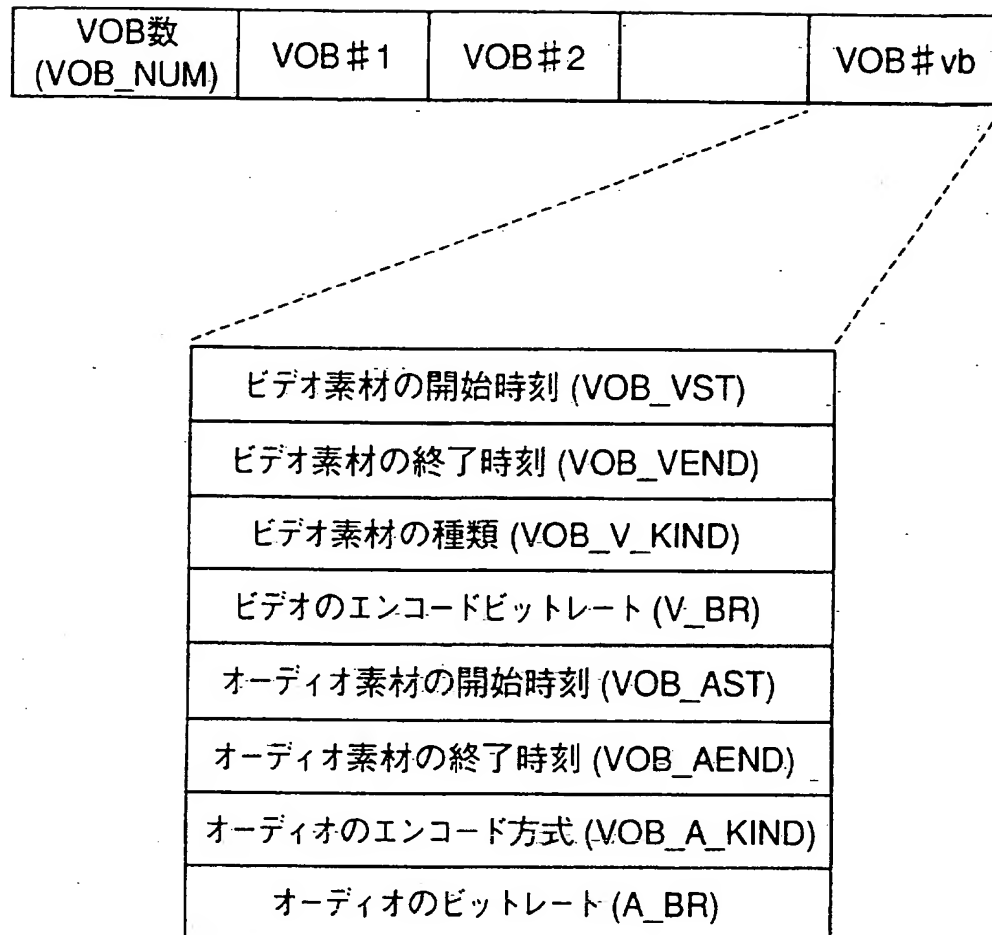 VOB数
(VOB_NUM)
VOB#1
VOB#2
VOB#vb
ビデオ素材の開始時刻 (VOB_VST)
ビデオ素材の終了時刻 (VOB_VEND)
ビデオ素材の種類 (VOB_V_KIND)
ビデオのエンコードビットレート (V_BR)
オーディオ素材の開始時刻 (VOB_AST)
オーディオ素材の終了時刻 (VOB_AEND)
オーディオのエンコード方式 (VOB_A_KIND)
オーディオのビットレート (A_BR)